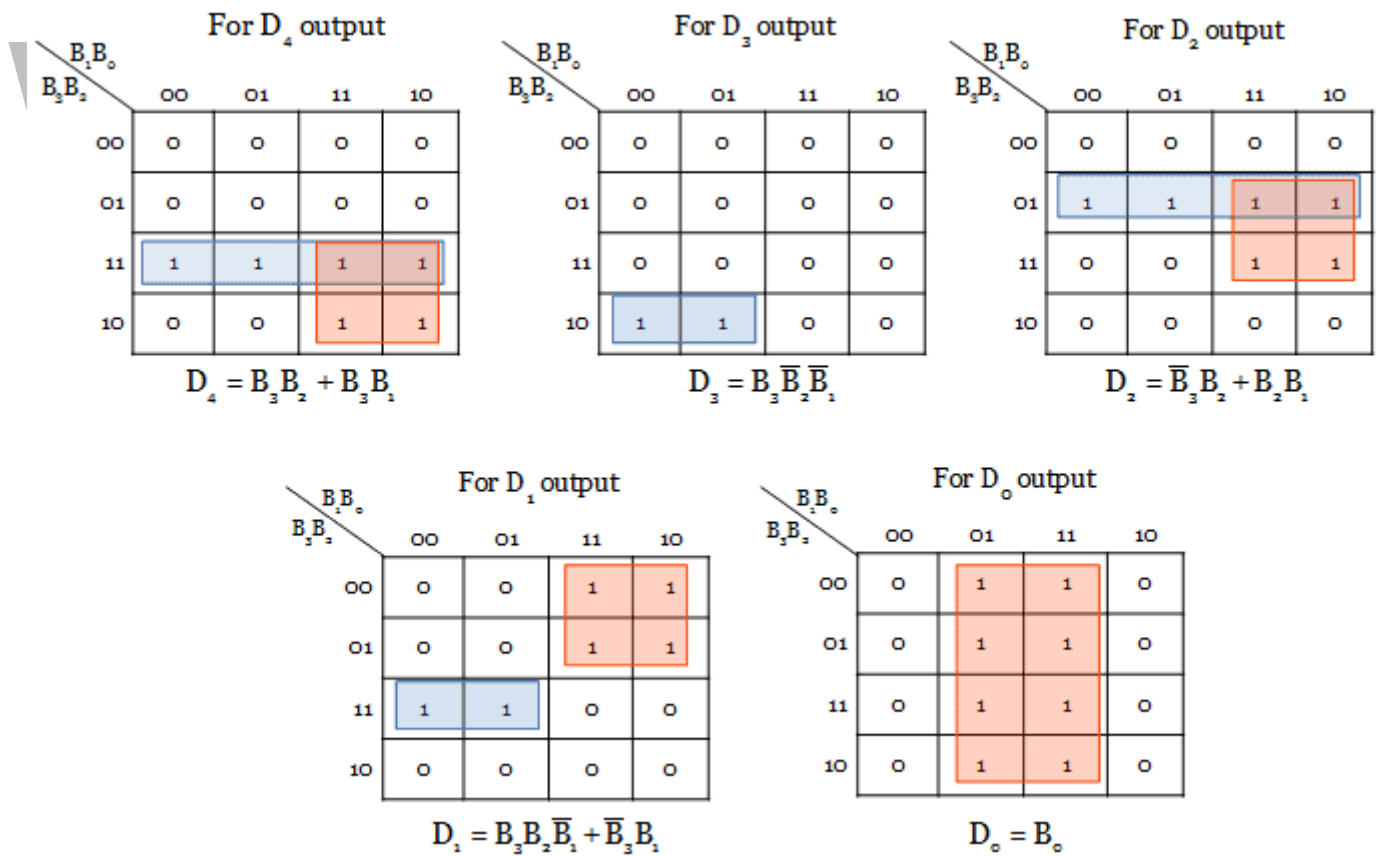 For D₄ output
B₁B₀
B₃B₂
00 01 11 10
00 0 0 0 0
01 0 0 0 0
11 1 1 1 1
10 0 0 1 1
D₄ = B₃B₂ + B₃B₁
For D₃ output
B₁B₀
B₃B₂
00 01 11 10
00 0 0 0 0
01 0 0 0 0
11 0 0 0 0
10 1 1 0 0
D₃ = B₃B̅₂B̅₁
For D₂ output
B₁B₀
B₃B₂
00 01 11 10
00 0 0 0 0
01 1 1 1 1
11 0 0 1 1
10 0 0 0 0
D₂ = B̅₃B₂ + B₂B₁
For D₁ output
B₁B₀
B₃B₂
00 01 11 10
00 0 0 1 1
01 0 0 1 1
11 1 1 0 0
10 0 0 0 0
D₁ = B₃B₂B̅₁ + B̅₃B₁
For D₀ output
B₁B₀
B₃B₂
00 01 11 10
00 0 1 1 0
01 0 1 1 0
11 0 1 1 0
10 0 1 1 0
D₀ = B₀